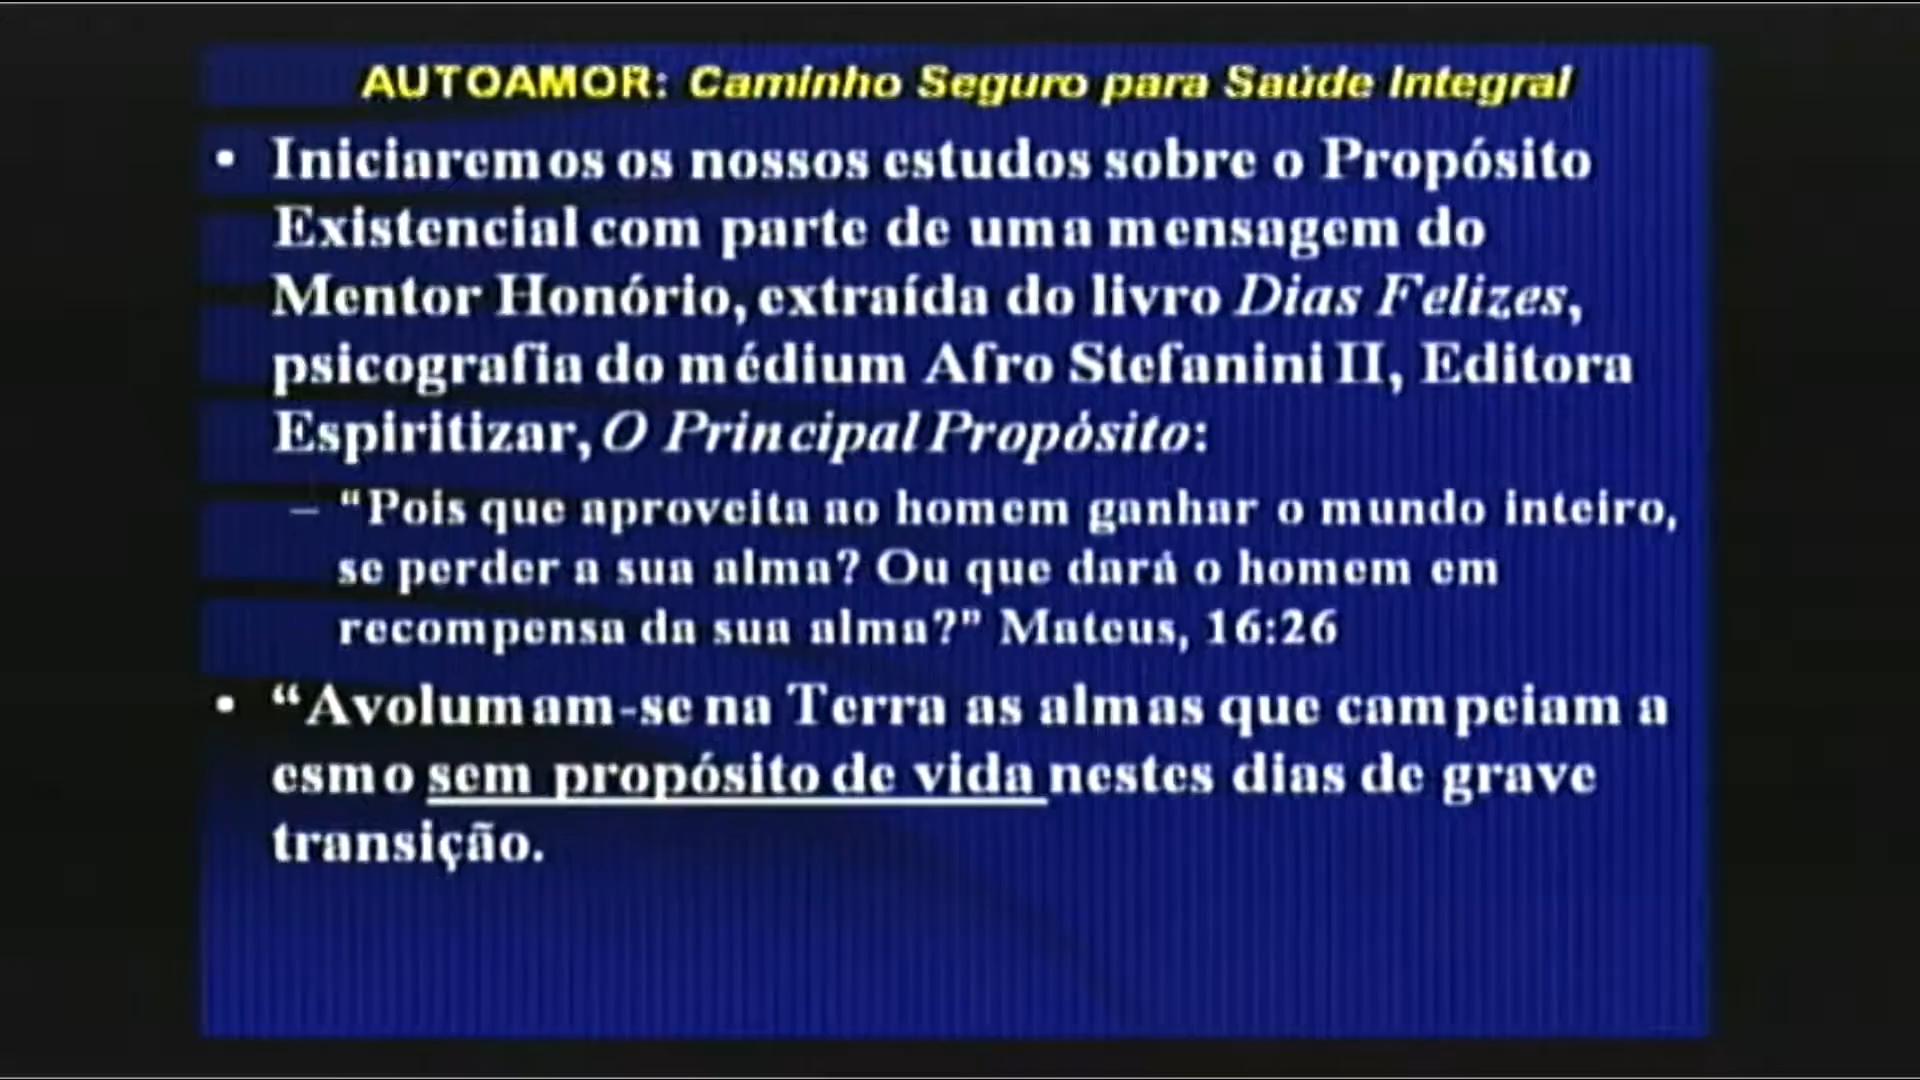 AUTOAMOR: Caminho Seguro para Saúde Integral
• Iniciaremos os nossos estudos sobre o Propósito
Existencial com parte de uma mensagem do
Mentor Honório, extraída do livro Dias Felizes,
psicografia do médium Afro Stefanini II, Editora
Espiritizar, O Principal Propósito:
– “Pois que aproveita ao homem ganhar o mundo inteiro,
se perder a sua alma? Ou que dará o homem em
recompensa da sua alma?” Mateus, 16:26
• “Avolumam-se na Terra as almas que campeiam a
esmo sem propósito de vida nestes dias de grave
transição.